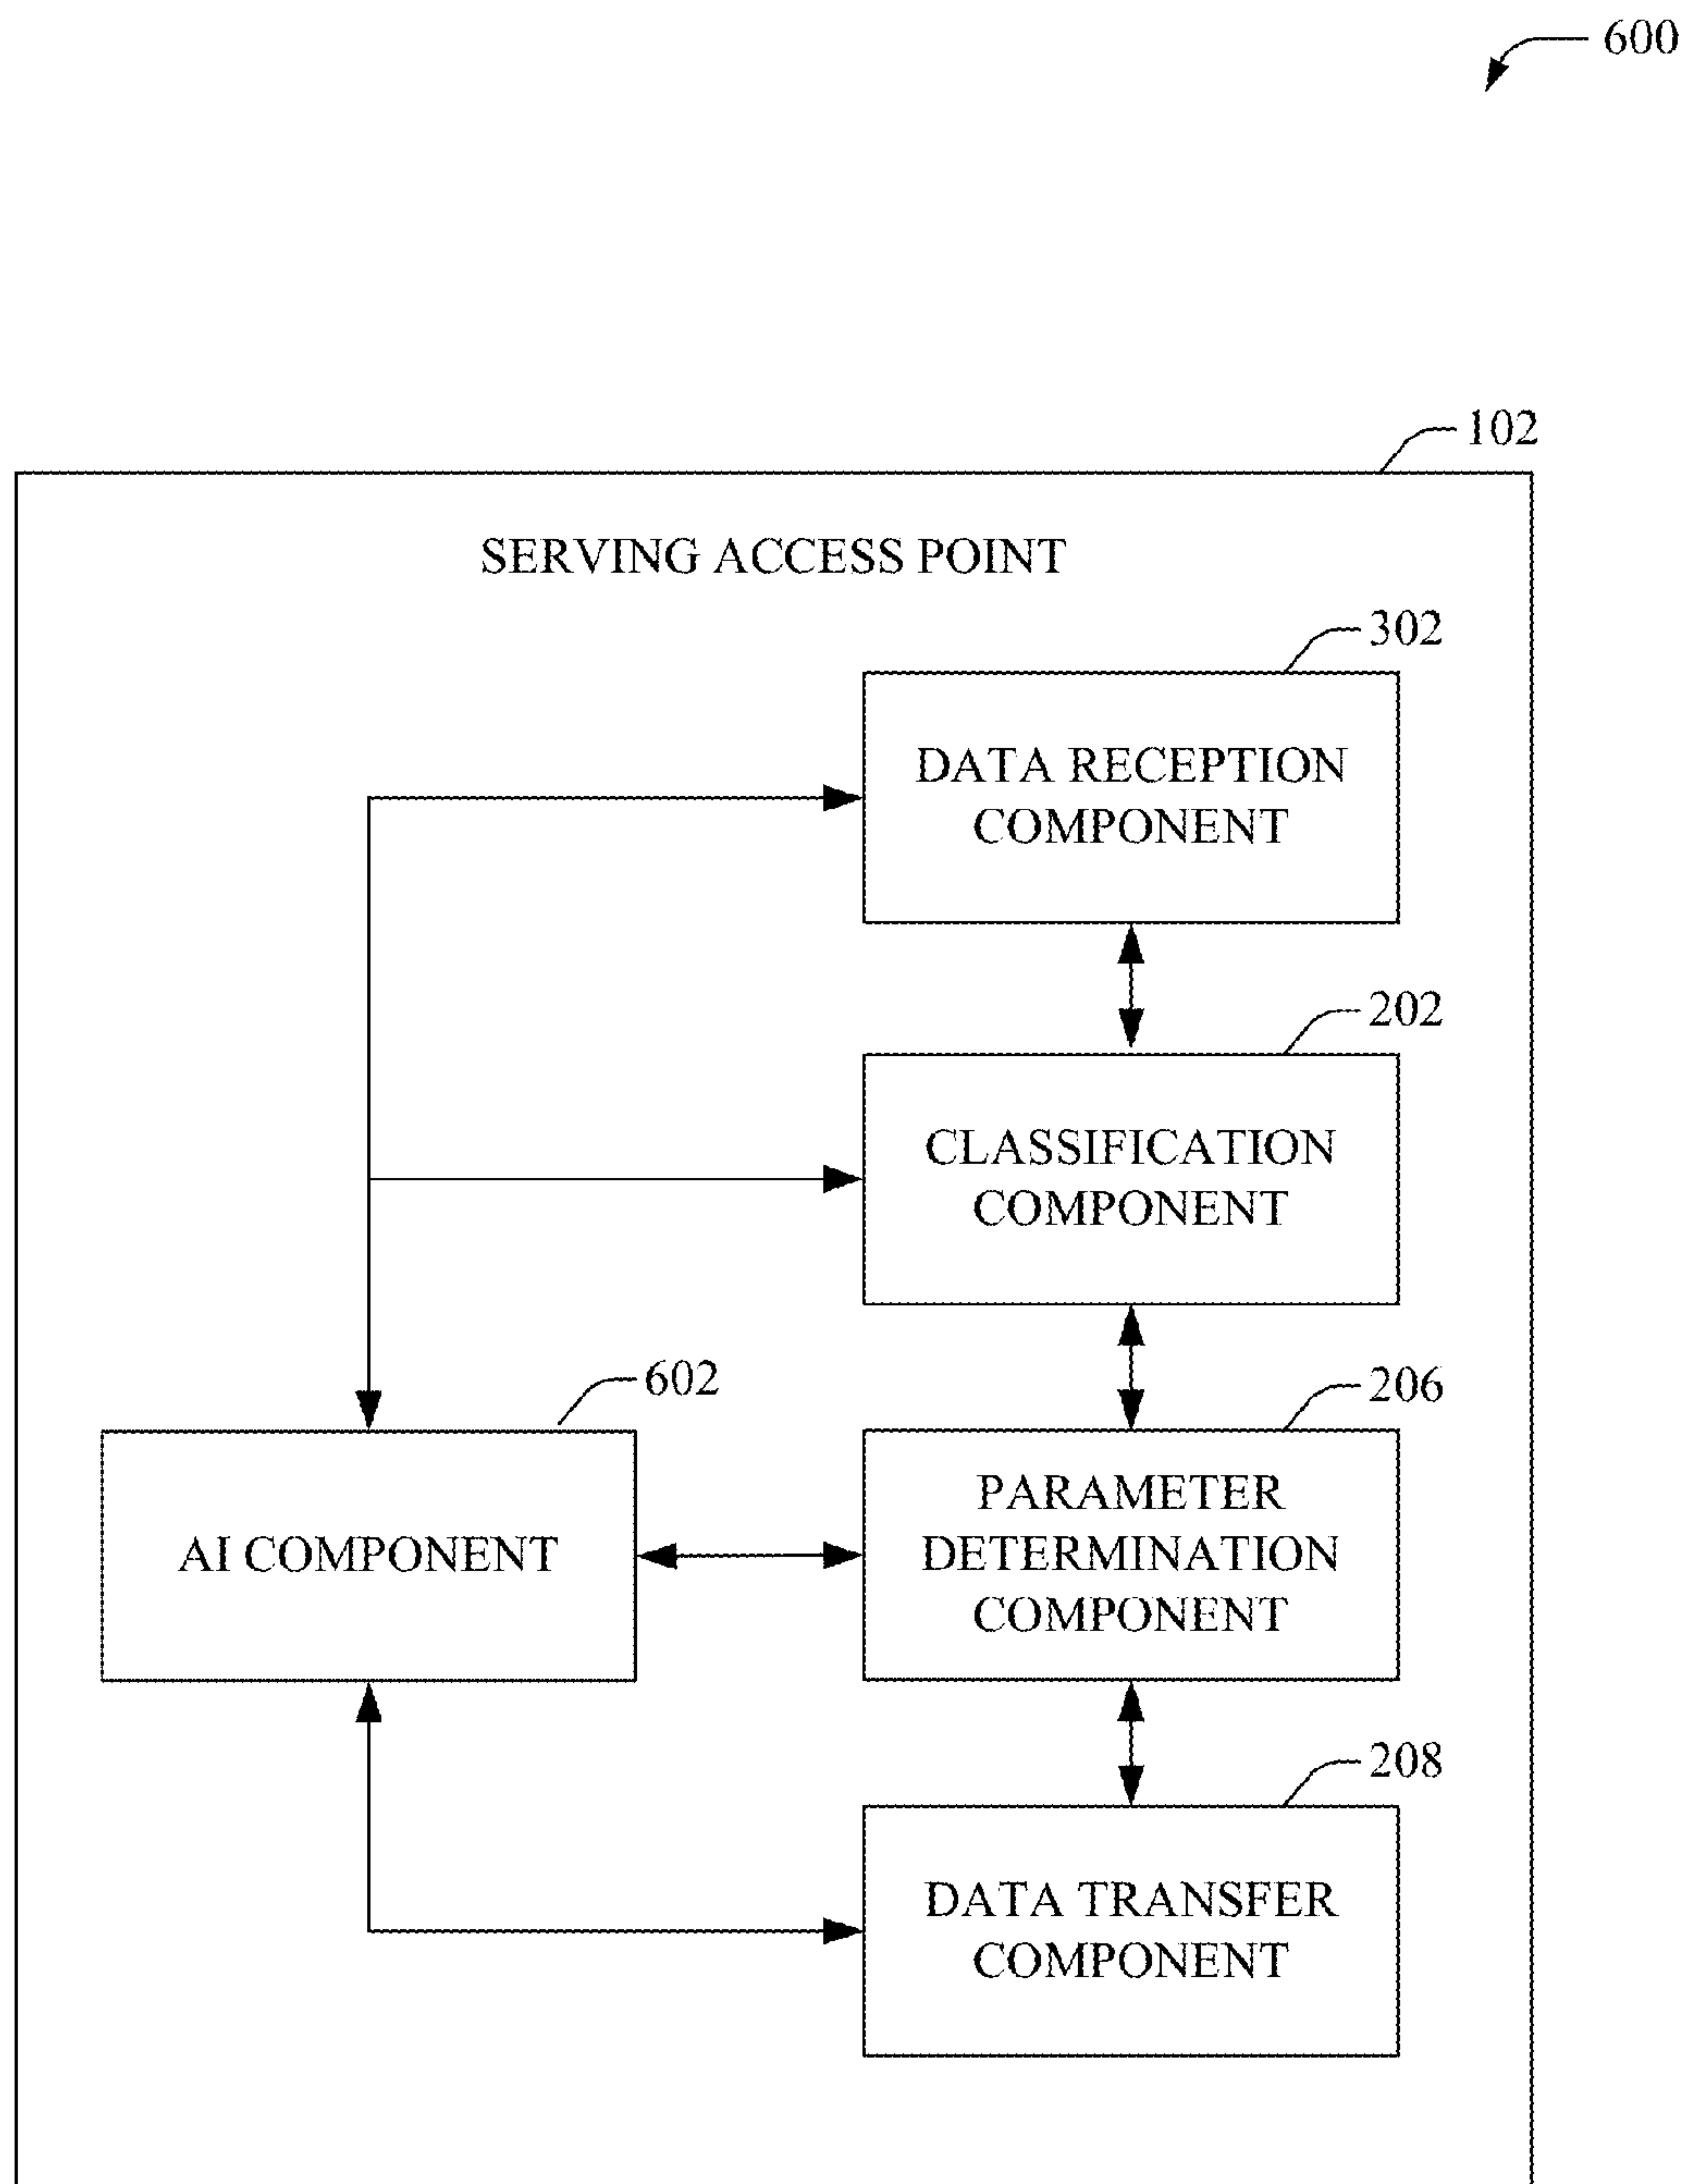 600
102
SERVING ACCESS POINT
302
DATA RECEPTION
COMPONENT
202
CLASSIFICATION
COMPONENT
602
206
AI COMPONENT
PARAMETER
DETERMINATION
COMPONENT
208
DATA TRANSFER
COMPONENT